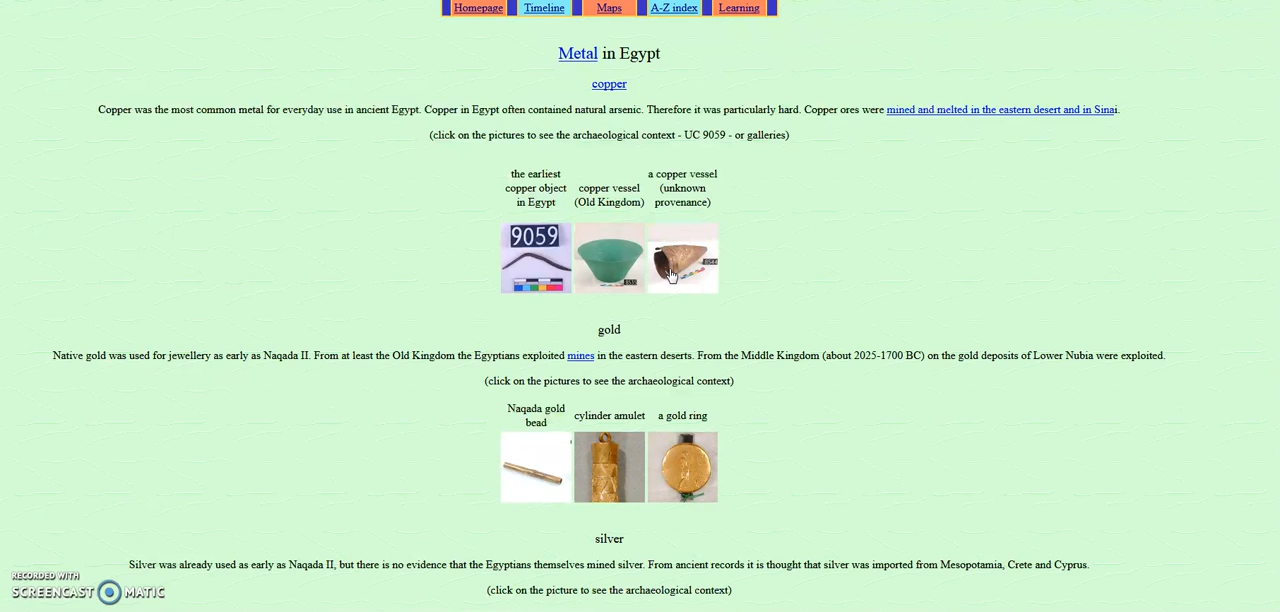 Homepage Timeline Maps A-Z index Learning
Metal in Egypt
copper
Copper was the most common metal for everyday use in ancient Egypt. Copper in Egypt often contained natural arsenic. Therefore it was particularly hard. Copper ores were mined and melted in the eastern desert and in Sinai.
(click on the pictures to see the archaeological context - UC 9059 - or galleries)
the earliest
copper object
in Egypt
copper vessel
(Old Kingdom)
a copper vessel
(unknown
provenance)
9059
gold
Native gold was used for jewellery as early as Naqada II. From at least the Old Kingdom the Egyptians exploited mines in the eastern deserts. From the Middle Kingdom (about 2025-1700 BC) on the gold deposits of Lower Nubia were exploited.
(click on the pictures to see the archaeological context)
Naqada gold
bead
cylinder amulet
a gold ring
silver
Silver was already used as early as Naqada II, but there is no evidence that the Egyptians themselves mined silver. From ancient records it is thought that silver was imported from Mesopotamia, Crete and Cyprus.
(click on the picture to see the archaeological context)
RECORDED WITH
SCREENCAST MATIC